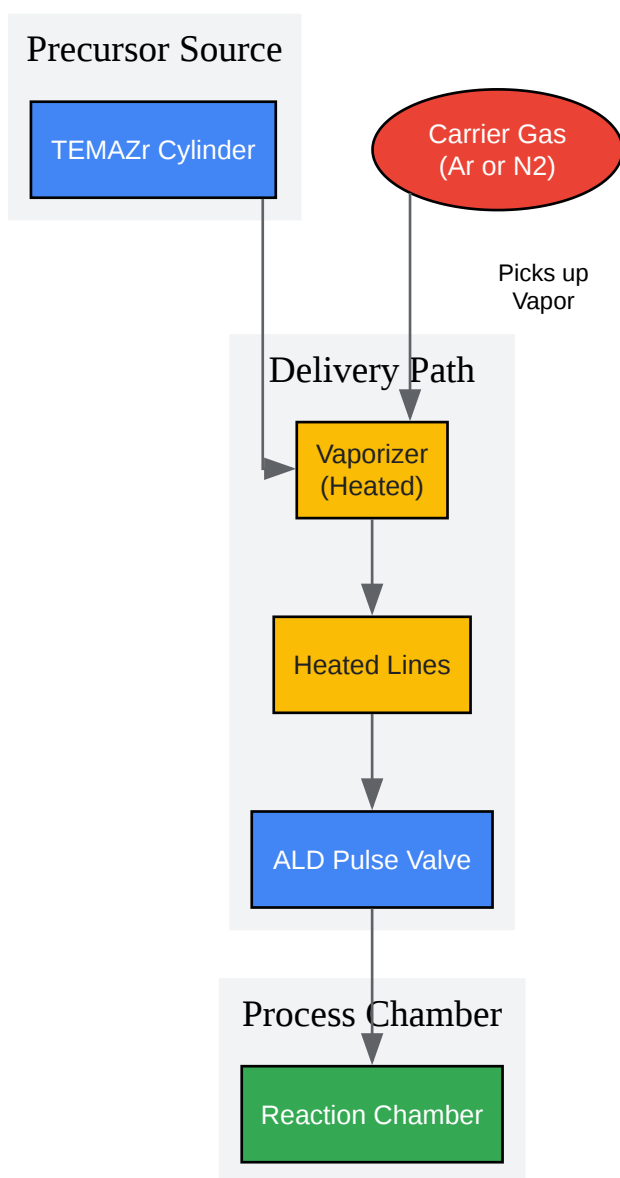 Precursor Source
TEMAZr Cylinder
Carrier Gas
(Ar or N2)
Picks up
Vapor
Delivery Path
Vaporizer
(Heated)
Heated Lines
ALD Pulse Valve
Process Chamber
Reaction Chamber